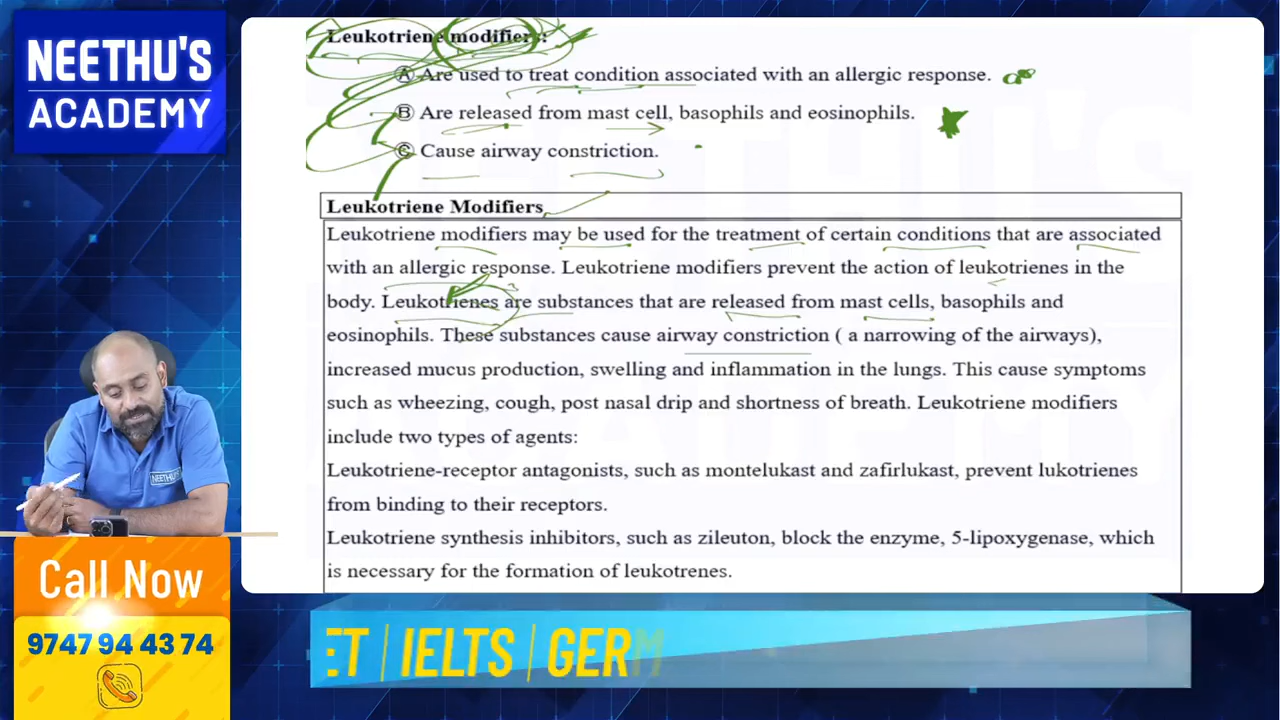 NEETHU'S
ACADEMY
Leukotriene modifiers:
A Are used to treat condition associated with an allergic response.
B Are released from mast cell, basophils and eosinophils.
C Cause airway constriction.
Leukotriene Modifiers
Leukotriene modifiers may be used for the treatment of certain conditions that are associated
with an allergic response. Leukotriene modifiers prevent the action of leukotrienes in the
body. Leukotrienes are substances that are released from mast cells, basophils and
eosinophils. These substances cause airway constriction ( a narrowing of the airways),
increased mucus production, swelling and inflammation in the lungs. This cause symptoms
such as wheezing, cough, post nasal drip and shortness of breath. Leukotriene modifiers
include two types of agents:
Leukotriene-receptor antagonists, such as montelukast and zafirlukast, prevent lukotrienes
from binding to their receptors.
Leukotriene synthesis inhibitors, such as zileuton, block the enzyme, 5-lipoxygenase, which
is necessary for the formation of leukotrenes.
NEETHU'S
Call Now
9747 94 43 74
ET | IELTS | GERM